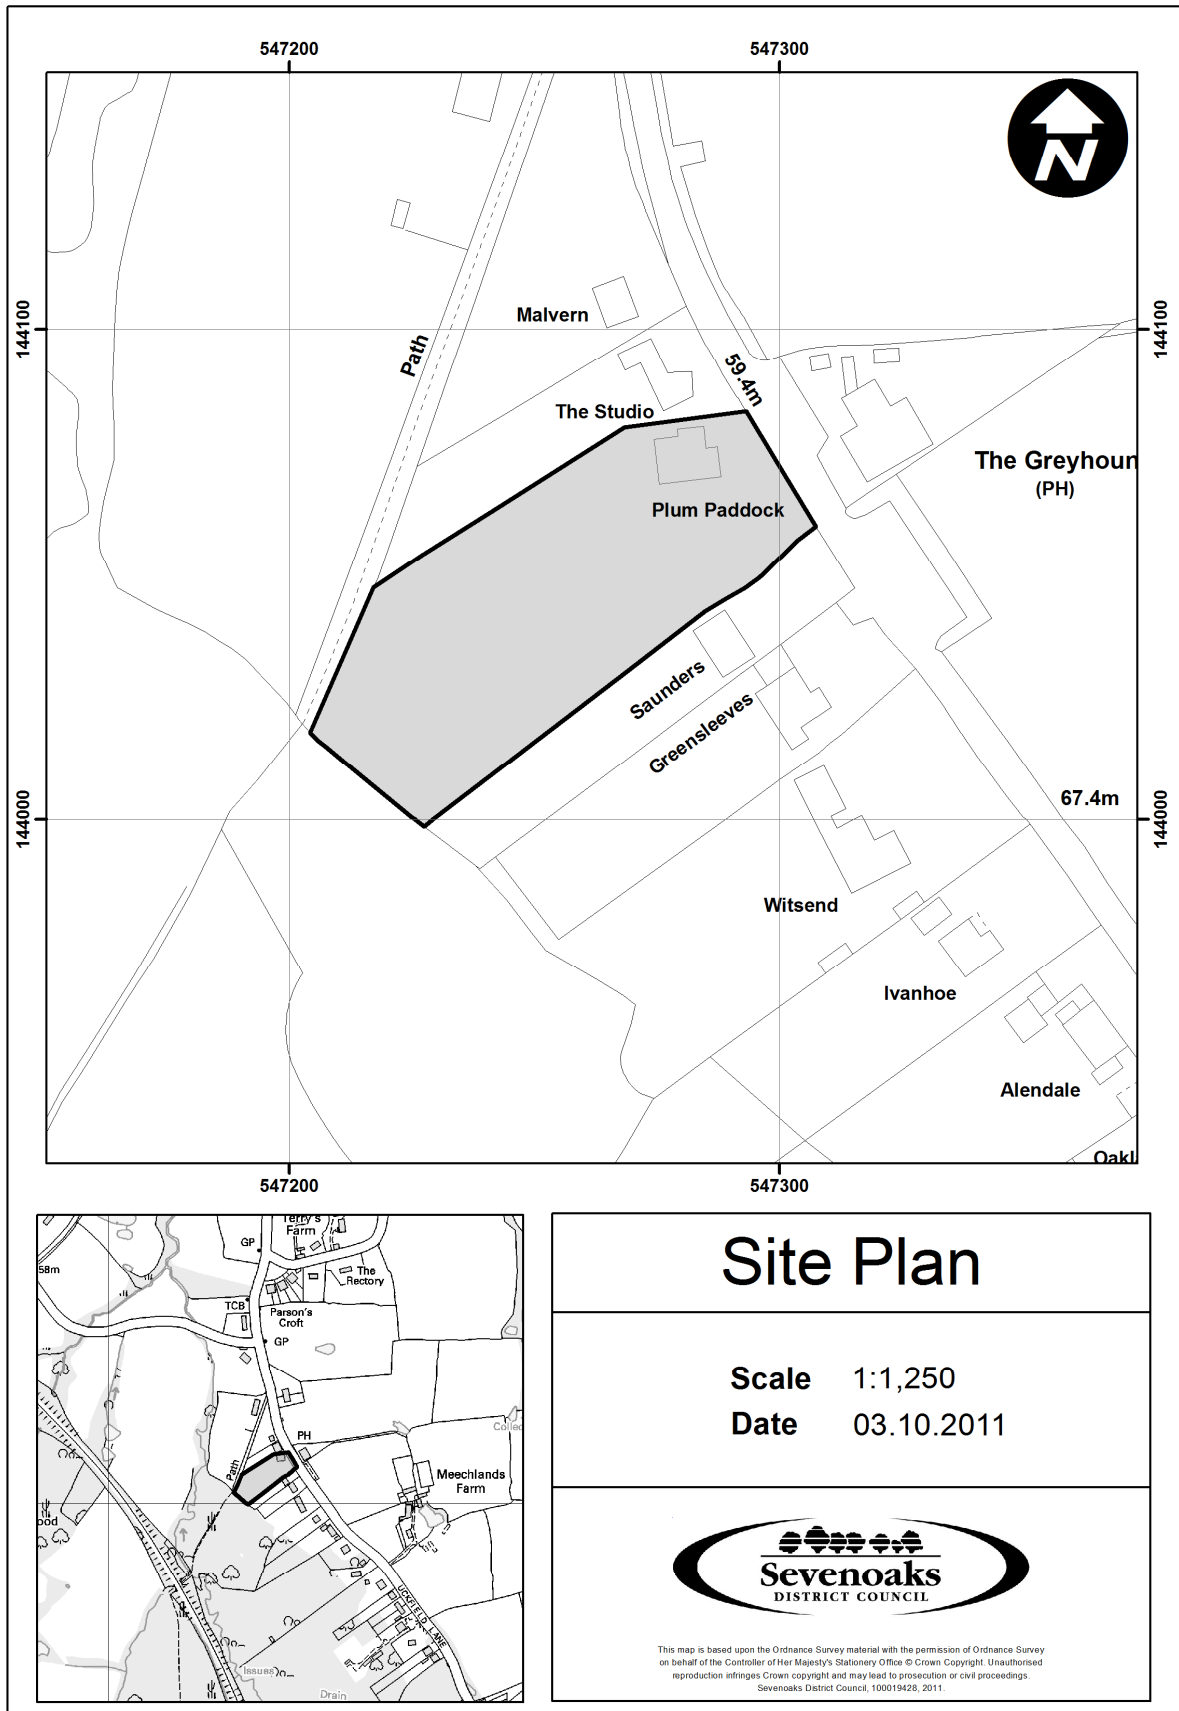 547200
547300
N
144100
144100
Malvern
Path
59.4m
The Studio
The Greyhoun
(PH)
Plum Paddock
Saunders
Greensleeves
144000
67.4m
144000
Witsend
Ivanhoe
Alendale
Oakl
547200
547300
Terry's
Farm
GP
58m
The
Rectory
TCB
Parson's
Croft
GP
PH
Path
Meechlands
Farm
ood
UCKFIELD LANE
Issues
Drain
Site Plan
Scale 1:1,250
Date 03.10.2011
Sevenoaks
DISTRICT COUNCIL
This map is based upon the Ordnance Survey material with the permission of Ordnance Survey
on behalf of the Controller of Her Majesty's Stationery Office © Crown Copyright. Unauthorised
reproduction infringes Crown copyright and may lead to prosecution or civil proceedings.
Sevenoaks District Council, 100019428, 2011.